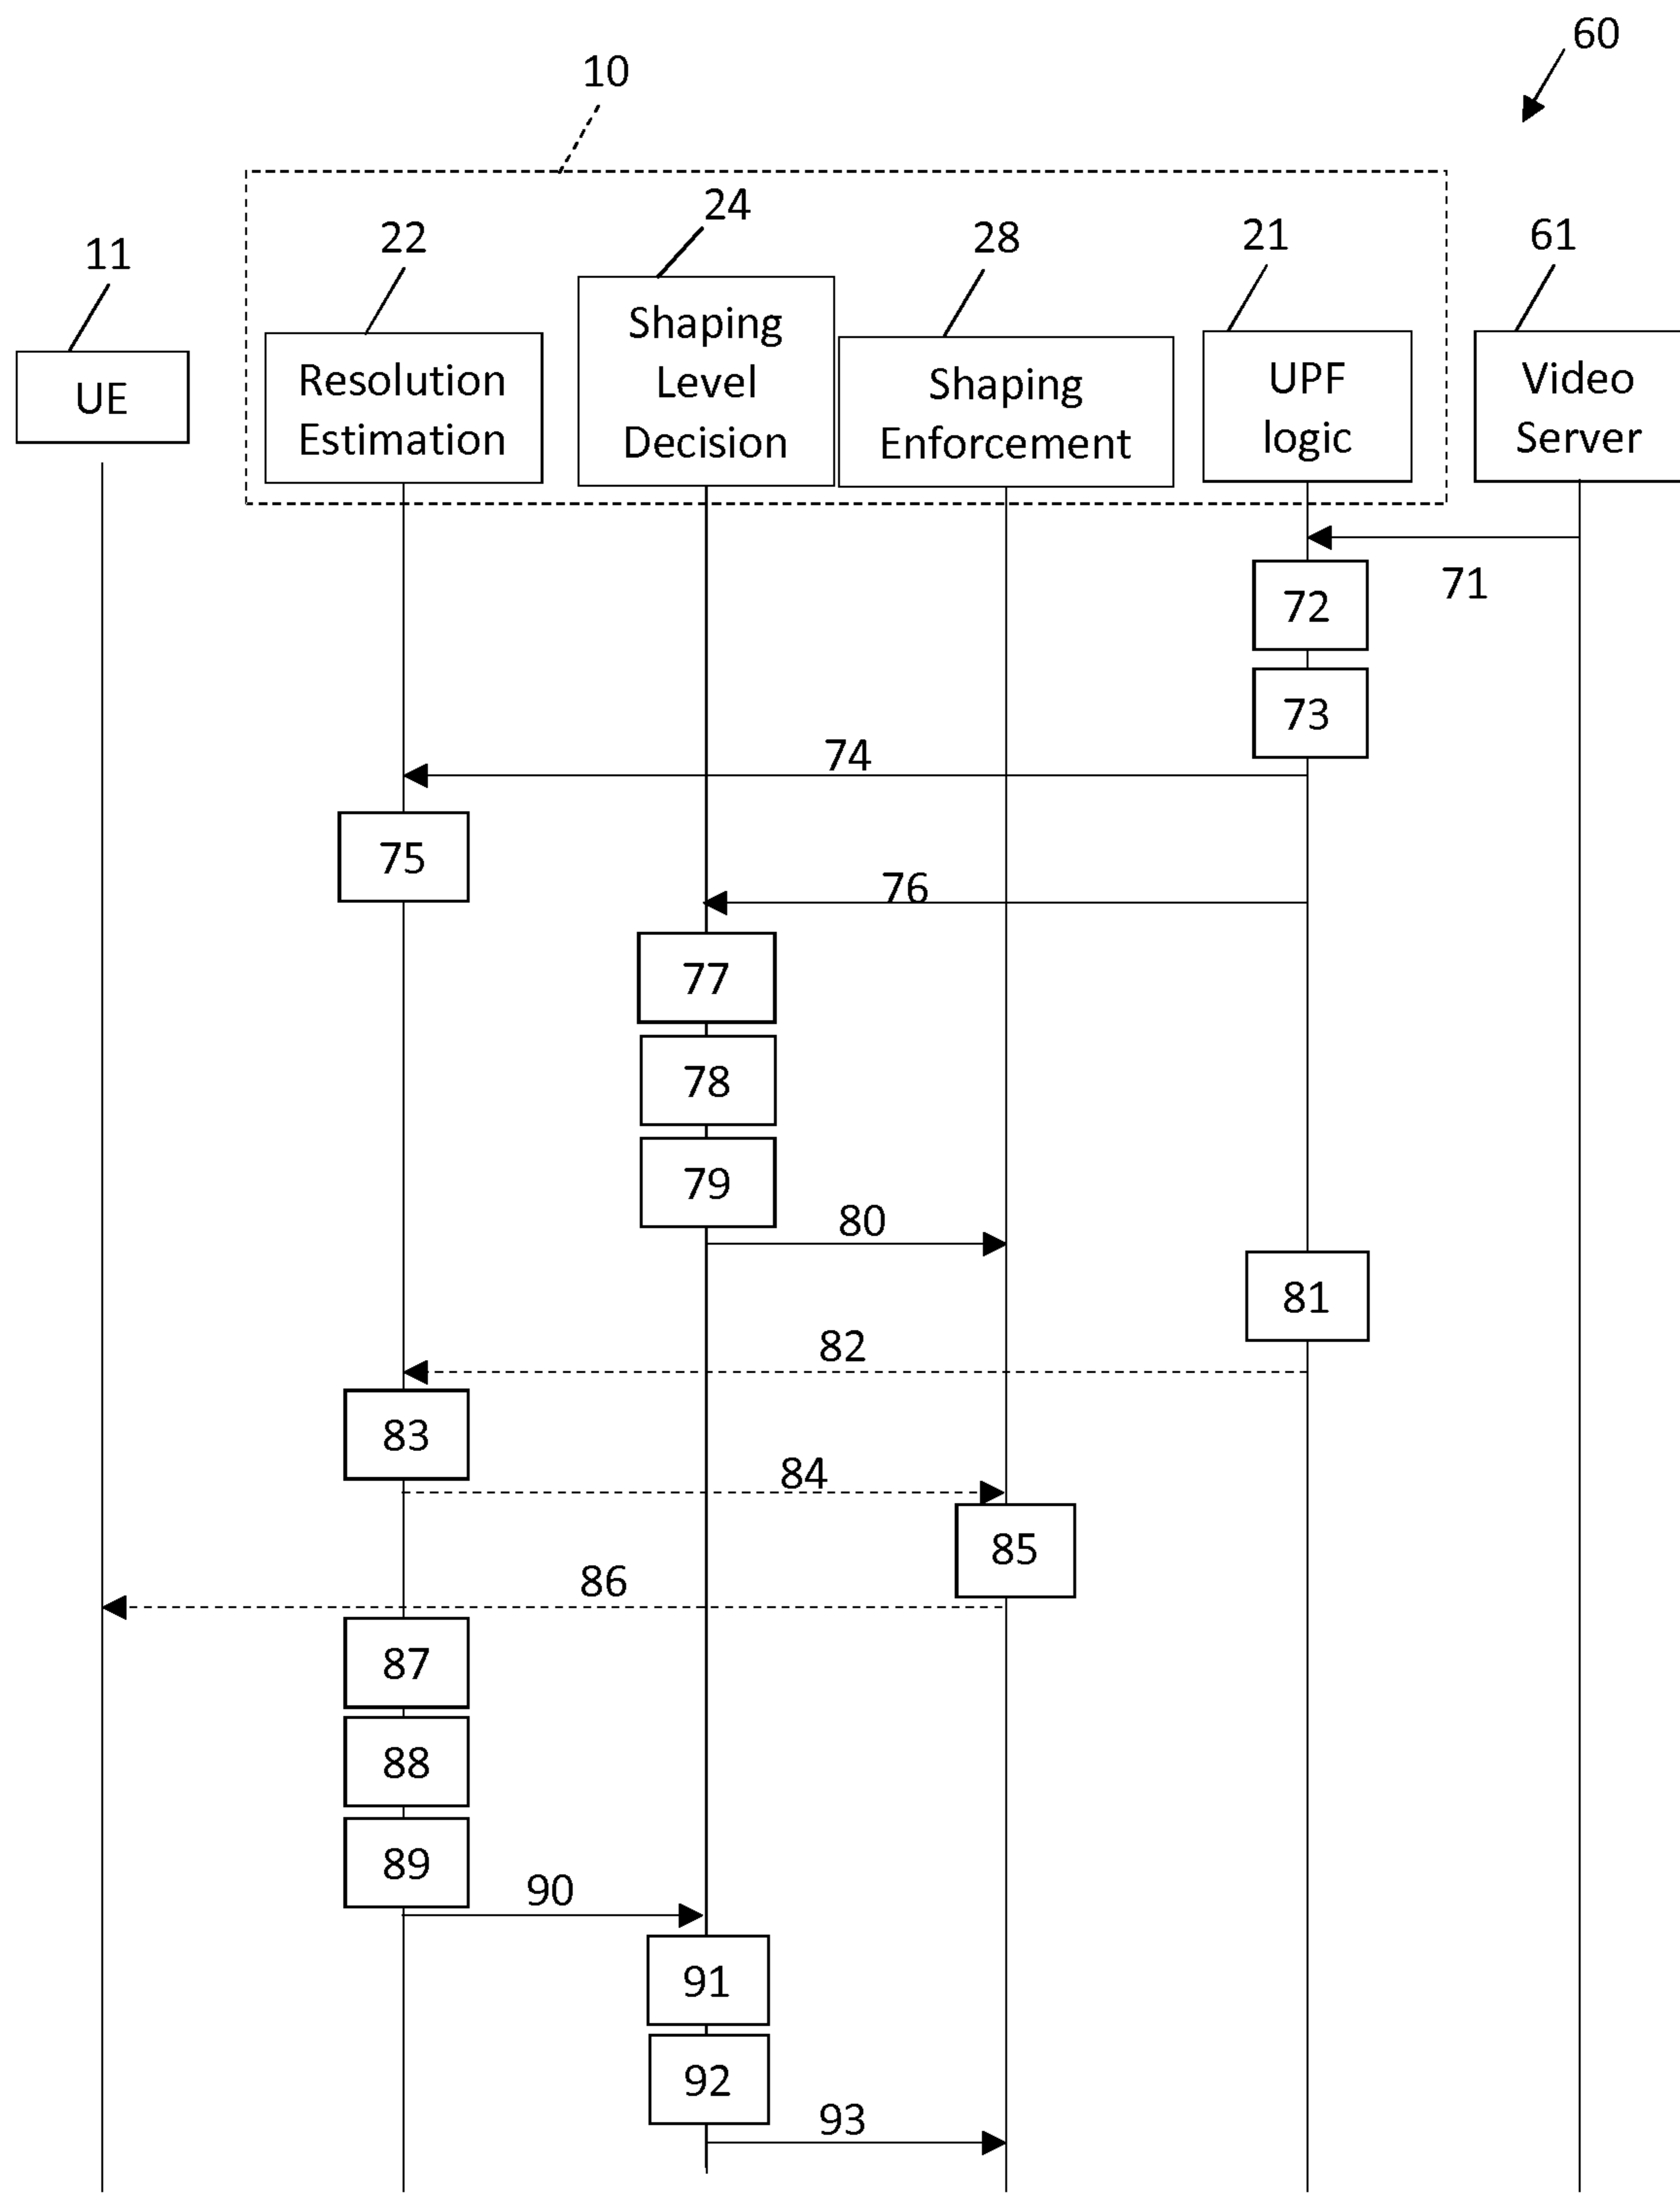 60
10
24
22
28
21
61
11
Shaping
Level
Decision
Resolution
Estimation
Shaping
Enforcement
UPF
logic
Video
Server
UE
71
72
73
74
75
76
77
78
79
80
81
82
83
84
85
86
87
88
89
90
91
92
93